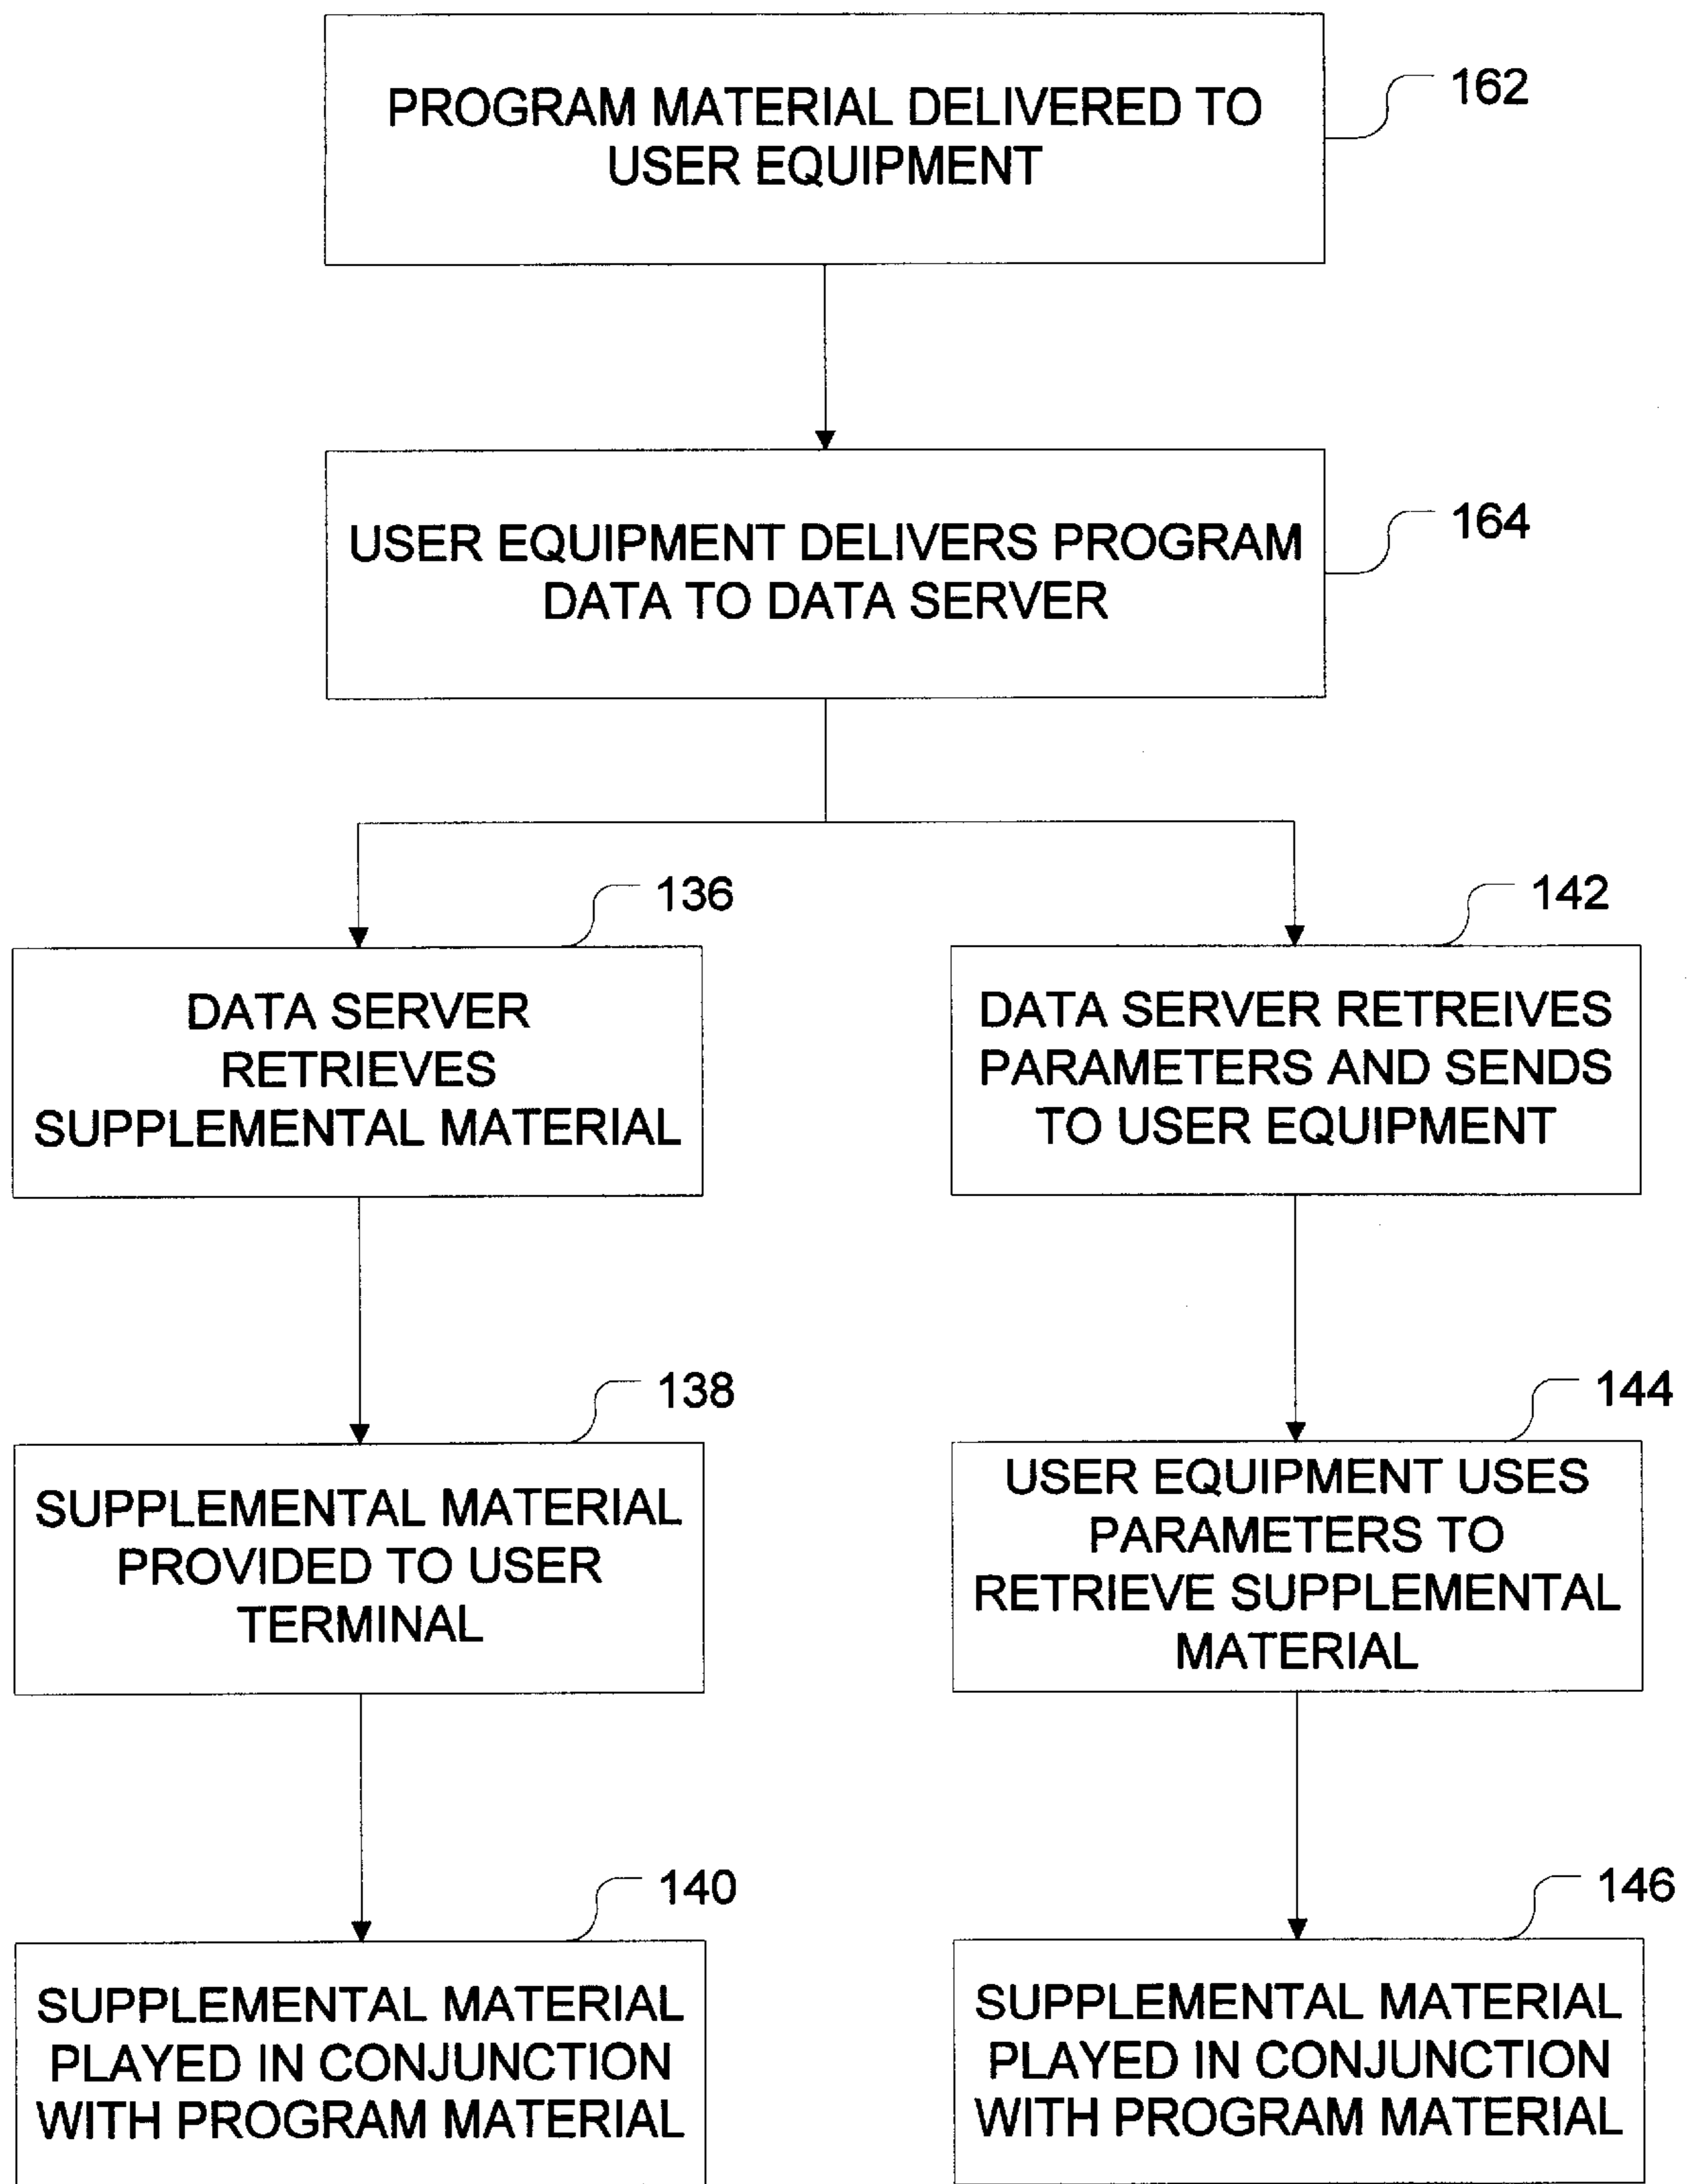 PROGRAM MATERIAL DELIVERED TO
USER EQUIPMENT
162
USER EQUIPMENT DELIVERS PROGRAM
DATA TO DATA SERVER
164
136
DATA SERVER
RETRIEVES
SUPPLEMENTAL MATERIAL
142
DATA SERVER RETREIVES
PARAMETERS AND SENDS
TO USER EQUIPMENT
138
SUPPLEMENTAL MATERIAL
PROVIDED TO USER
TERMINAL
144
USER EQUIPMENT USES
PARAMETERS TO
RETRIEVE SUPPLEMENTAL
MATERIAL
140
SUPPLEMENTAL MATERIAL
PLAYED IN CONJUNCTION
WITH PROGRAM MATERIAL
146
SUPPLEMENTAL MATERIAL
PLAYED IN CONJUNCTION
WITH PROGRAM MATERIAL